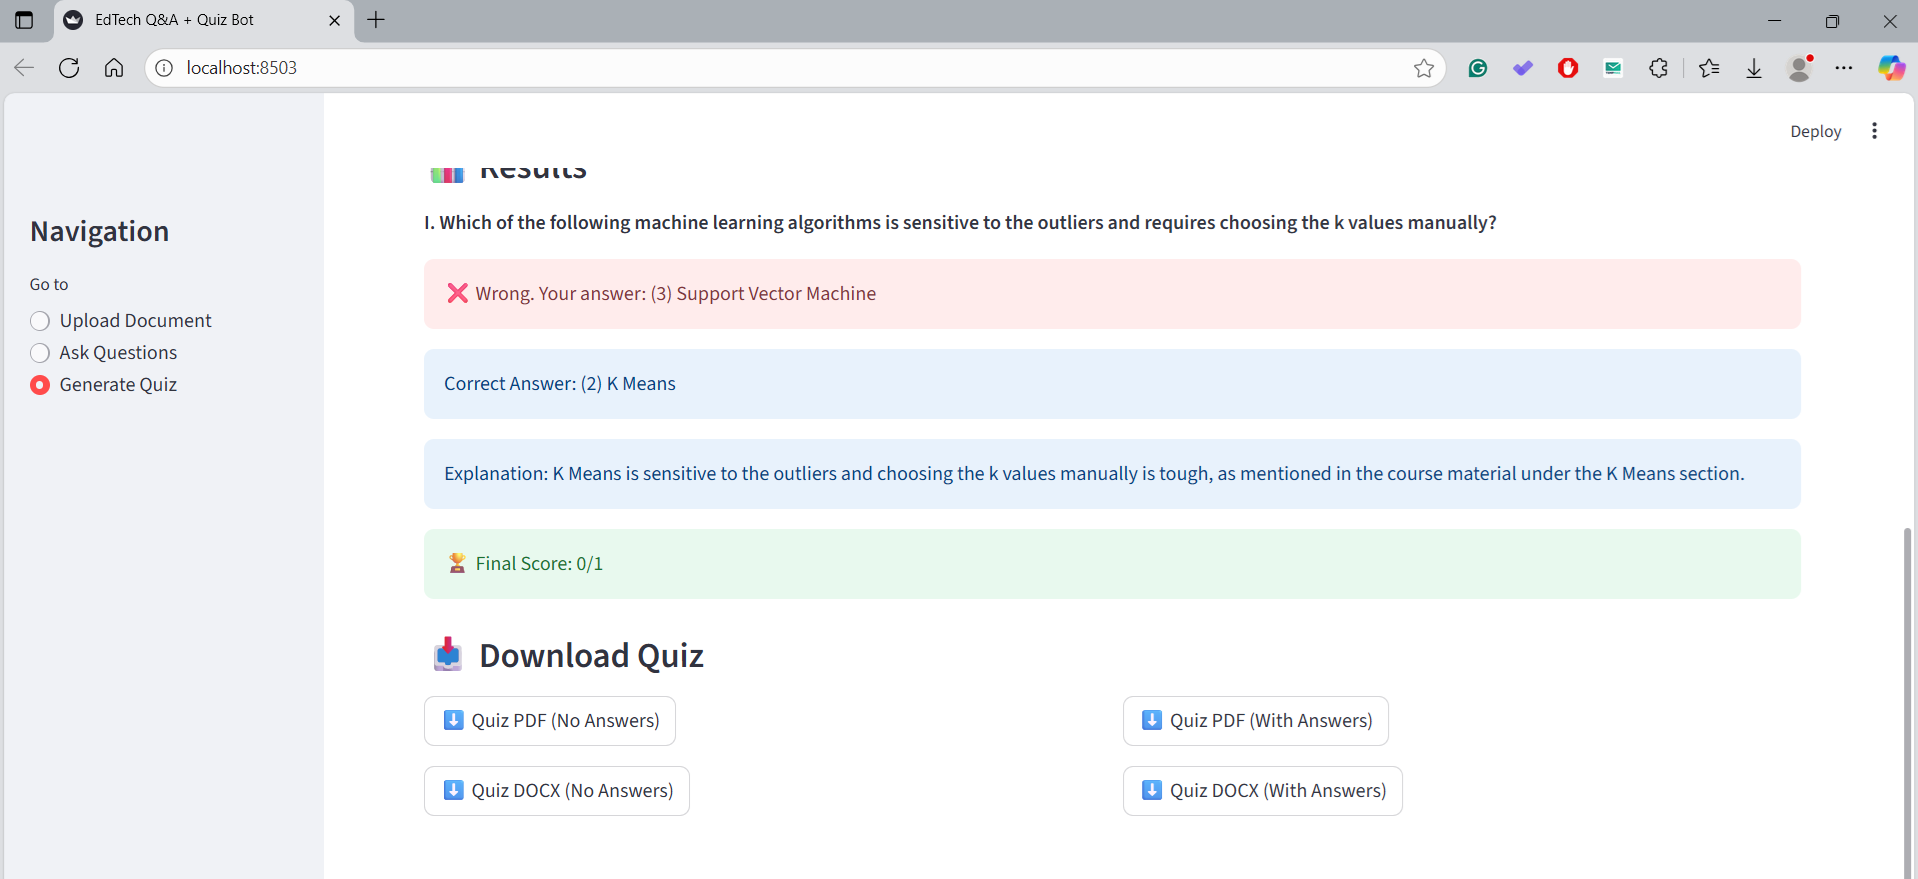 EdTech Q&A + Quiz Bot
localhost:8503
Deploy
Navigation
Go to
Upload Document
Ask Questions
Generate Quiz
Results
I. Which of the following machine learning algorithms is sensitive to the outliers and requires choosing the k values manually?
❌ Wrong. Your answer: (3) Support Vector Machine
Correct Answer: (2) K Means
Explanation: K Means is sensitive to the outliers and choosing the k values manually is tough, as mentioned in the course material under the K Means section.
🏆 Final Score: 0/1
📥 Download Quiz
⬇️ Quiz PDF (No Answers)
⬇️ Quiz PDF (With Answers)
⬇️ Quiz DOCX (No Answers)
⬇️ Quiz DOCX (With Answers)